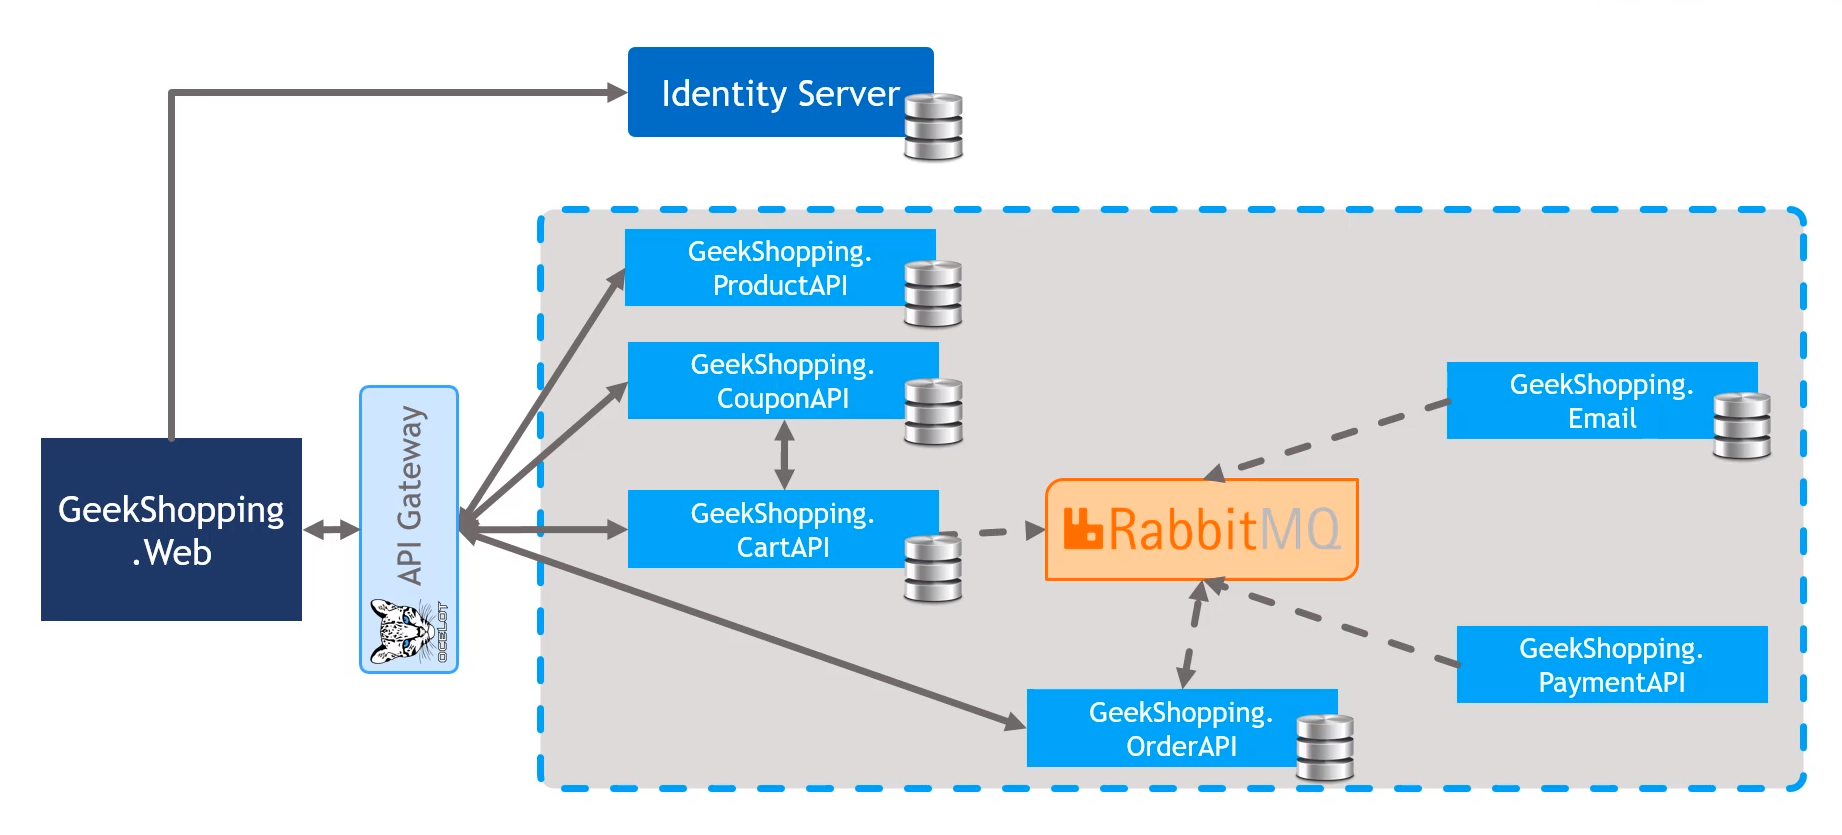 Identity Server
GeekShopping.
ProductAPI
GeekShopping.
CouponAPI
GeekShopping.
Email
API Gateway
OCELOT
GeekShopping
.Web
GeekShopping.
CartAPI
RabbitMQ
GeekShopping.
PaymentAPI
GeekShopping.
OrderAPI